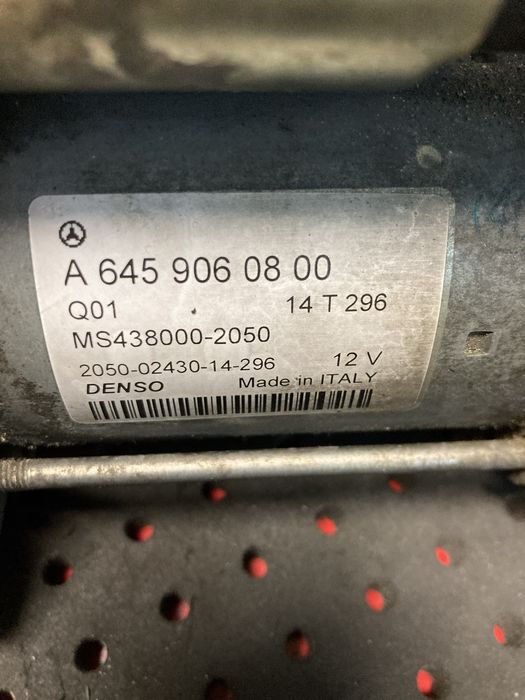 A 645 906 08 00
Q01 14 T 296
MS438000-2050
2050-02430-14-296 12 V
DENSO Made in ITALY